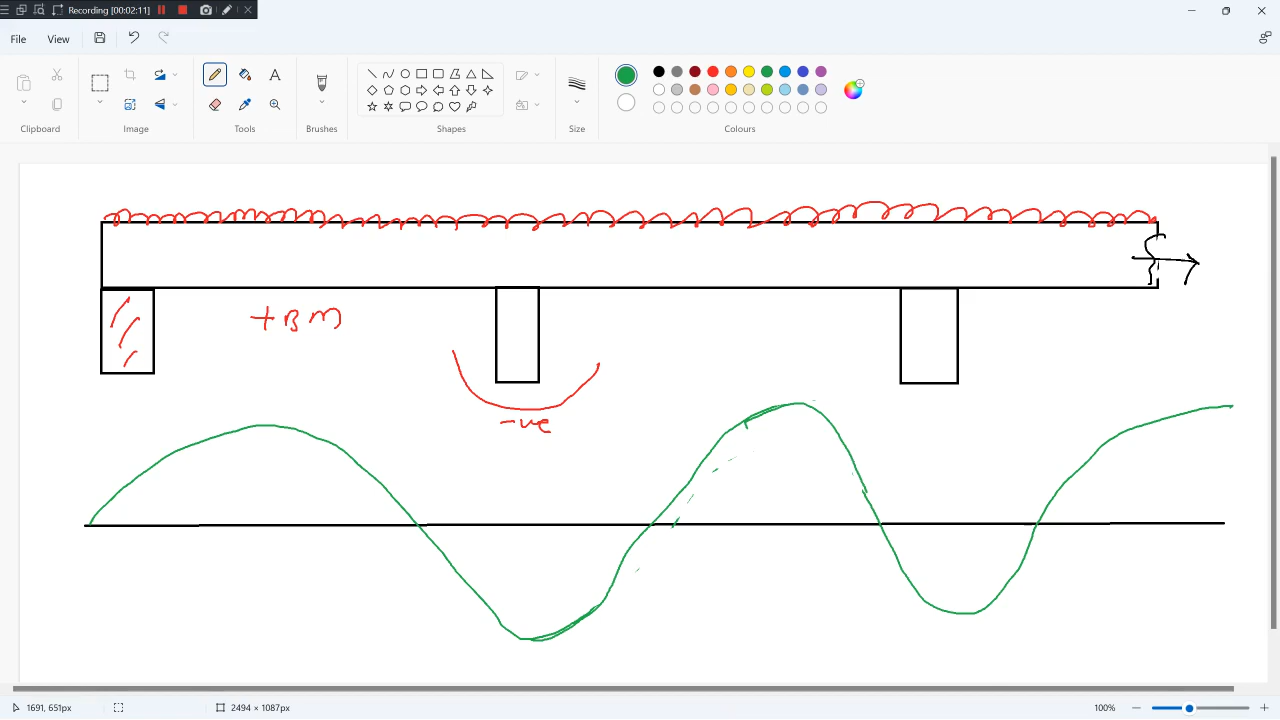 Recording [00:02:11]
File View
Clipboard
Image
Tools
Brushes
Shapes
Size
Colours
+BM
-ve
1691, 651px
2494 × 1087px
100%